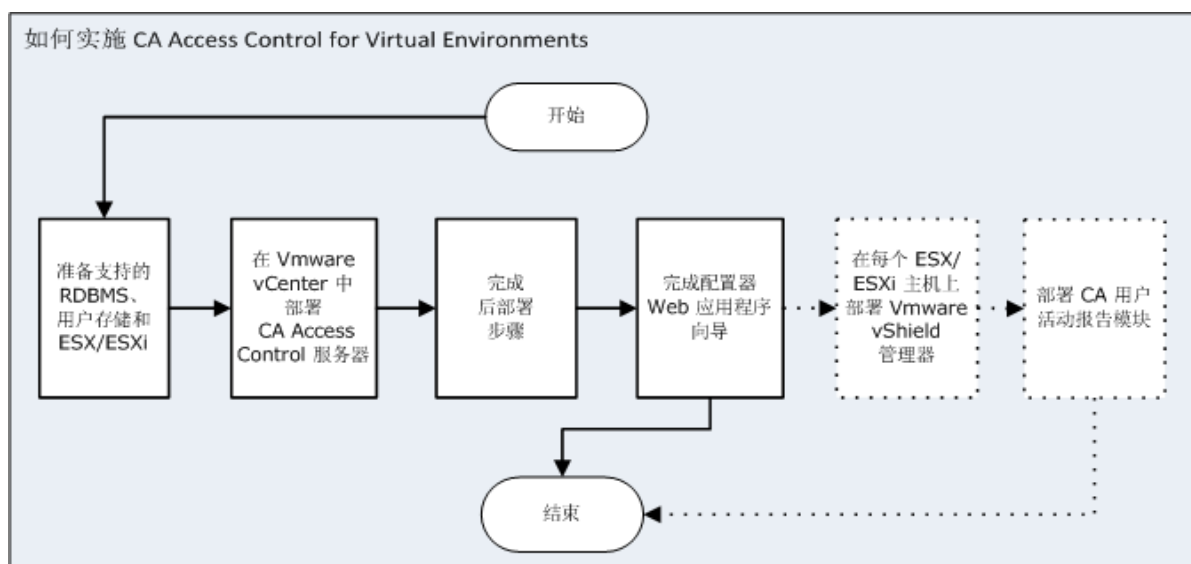 如何实施 CA Access Control for Virtual Environments
开始
准备支持的
RDBMS、
用户存储和
ESX/ESXi
在 Vmware
vCenter 中
部署
CA Access
Control 服务器
完成
后部署
步骤
完成配置器
Web 应用程序
向导
在每个 ESX/
ESXi 主机上
部署 Vmware
vShield
管理器
部署 CA 用户
活动报告模块
结束